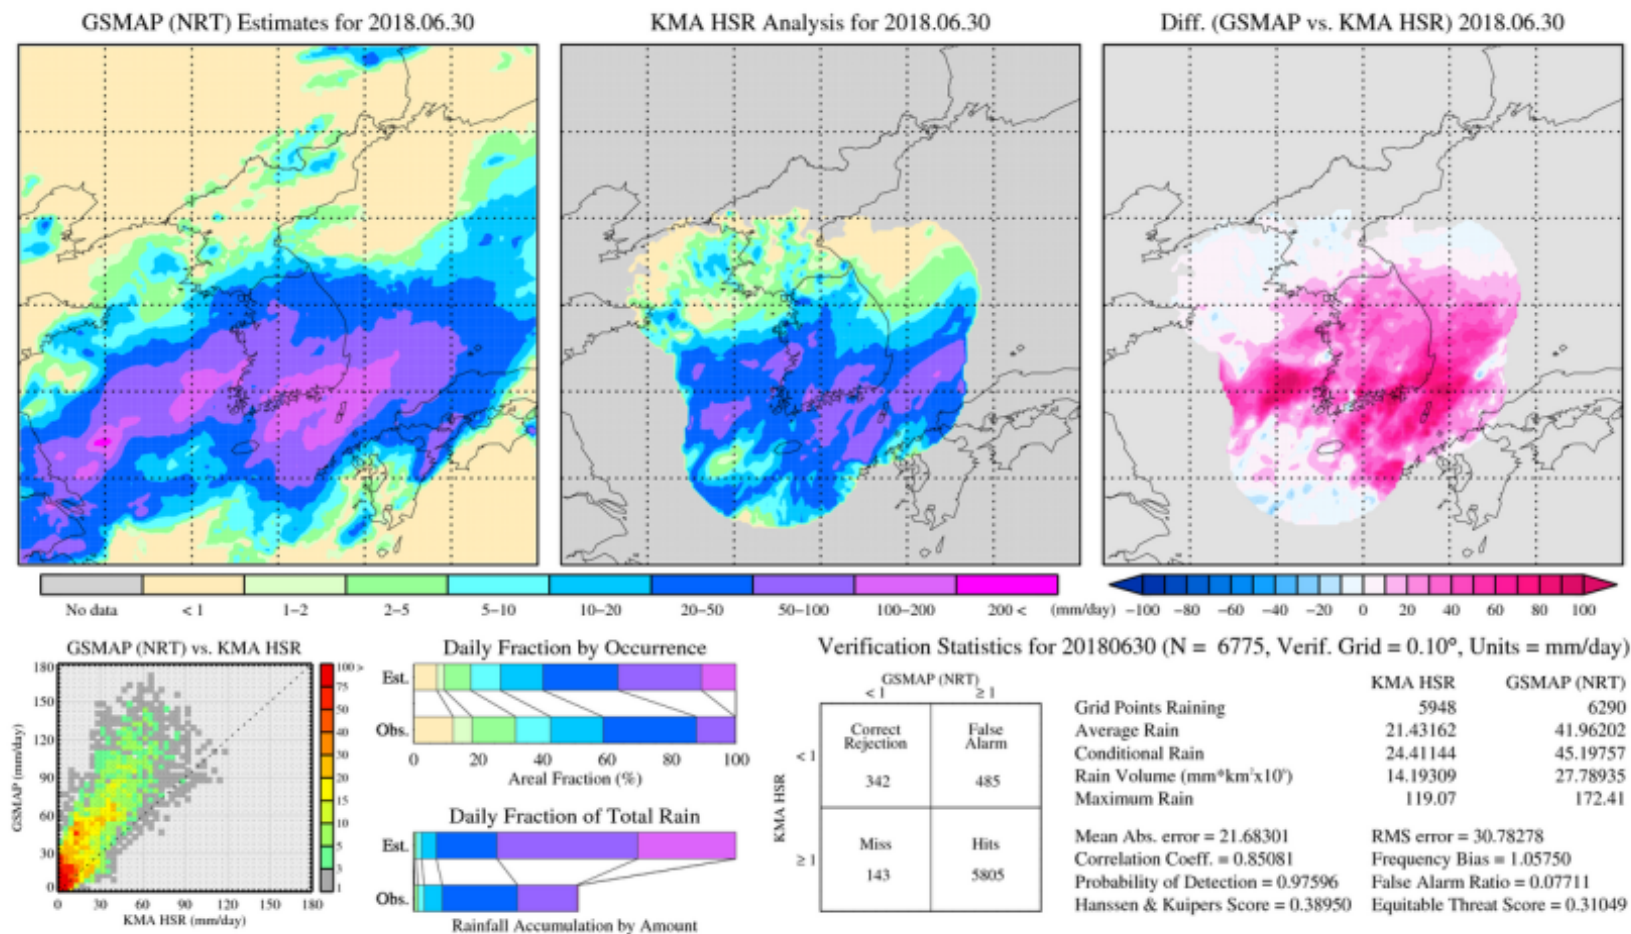 GSMAP (NRT) Estimates for 2018.06.30
KMA HSR Analysis for 2018.06.30
Diff. (GSMAP vs. KMA HSR) 2018.06.30
No data < 1 1−2 2−5 5−10 10−20 20−50 50−100 100−200 200 < (mm/day)
−100 −80 −60 −40 −20 0 20 40 60 80 100
GSMAP (NRT) vs. KMA HSR
180
150
120
90
60
30
0
GSMAP (mm/day)
0 30 60 90 120 150 180
KMA HSR (mm/day)
100 >
75
50
40
30
20
15
10
5
3
1
Daily Fraction by Occurrence
Est.
Obs.
0 20 40 60 80 100
Areal Fraction (%)
Daily Fraction of Total Rain
Est.
Obs.
Rainfall Accumulation by Amount
Verification Statistics for 20180630 (N = 6775, Verif. Grid = 0.10°, Units = mm/day)
GSMAP (NRT)
< 1 ≥ 1
KMA HSR
< 1
≥ 1
Correct Rejection
342
False Alarm
485
Miss
143
Hits
5805
KMA HSR GSMAP (NRT)
Grid Points Raining 5948 6290
Average Rain 21.43162 41.96202
Conditional Rain 24.41144 45.19757
Rain Volume (mm*km²x10⁶) 14.19309 27.78935
Maximum Rain 119.07 172.41
Mean Abs. error = 21.68301 RMS error = 30.78278
Correlation Coeff. = 0.85081 Frequency Bias = 1.05750
Probability of Detection = 0.97596 False Alarm Ratio = 0.07711
Hanssen & Kuipers Score = 0.38950 Equitable Threat Score = 0.31049